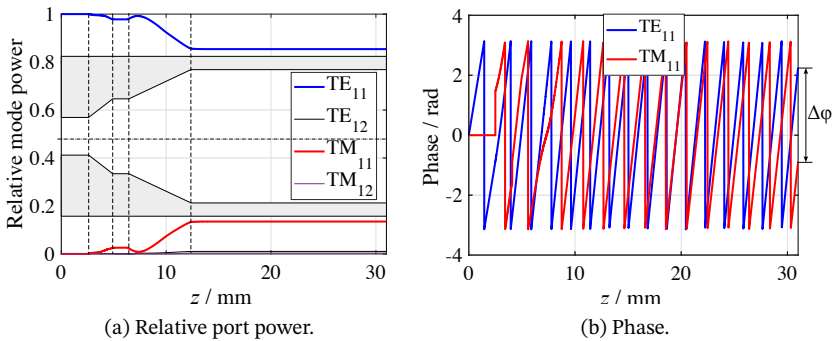 1
0.8
0.6
0.4
0.2
0
Relative mode power
TE11
TE12
TM11
TM12
0
10
20
30
z / mm
(a) Relative port power.
4
2
0
-2
-4
Phase / rad
TE11
TM11
Δφ
0
5
10
15
20
25
30
z / mm
(b) Phase.